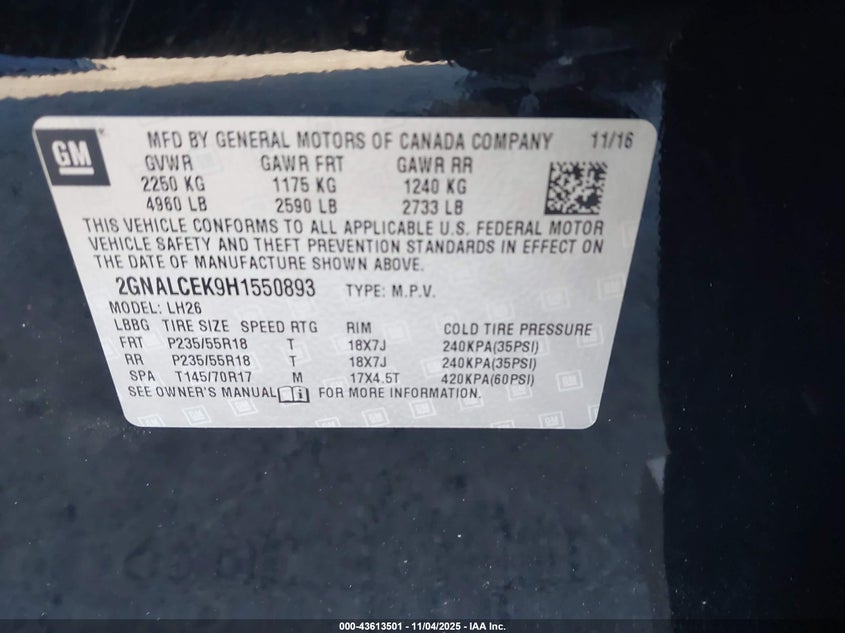 GM
MFD BY GENERAL MOTORS OF CANADA COMPANY 11/16
GVWR GAWR FRT GAWR RR
2250 KG 1175 KG 1240 KG
4960 LB 2590 LB 2733 LB
THIS VEHICLE CONFORMS TO ALL APPLICABLE U.S. FEDERAL MOTOR
VEHICLE SAFETY AND THEFT PREVENTION STANDARDS IN EFFECT ON
THE DATE OF MANUFACTURE SHOWN ABOVE.
2GNALCEK9H1550893 TYPE: M.P.V.
MODEL: LH26
LBBG TIRE SIZE SPEED RTG RIM COLD TIRE PRESSURE
FRT P235/55R18 T 18X7J 240KPA(35PSI)
RR P235/55R18 T 18X7J 240KPA(35PSI)
SPA T145/70R17 M 17X4.5T 420KPA(60PSI)
SEE OWNER'S MANUAL FOR MORE INFORMATION.
000-43613501 - 11/04/2025 - IAA Inc.